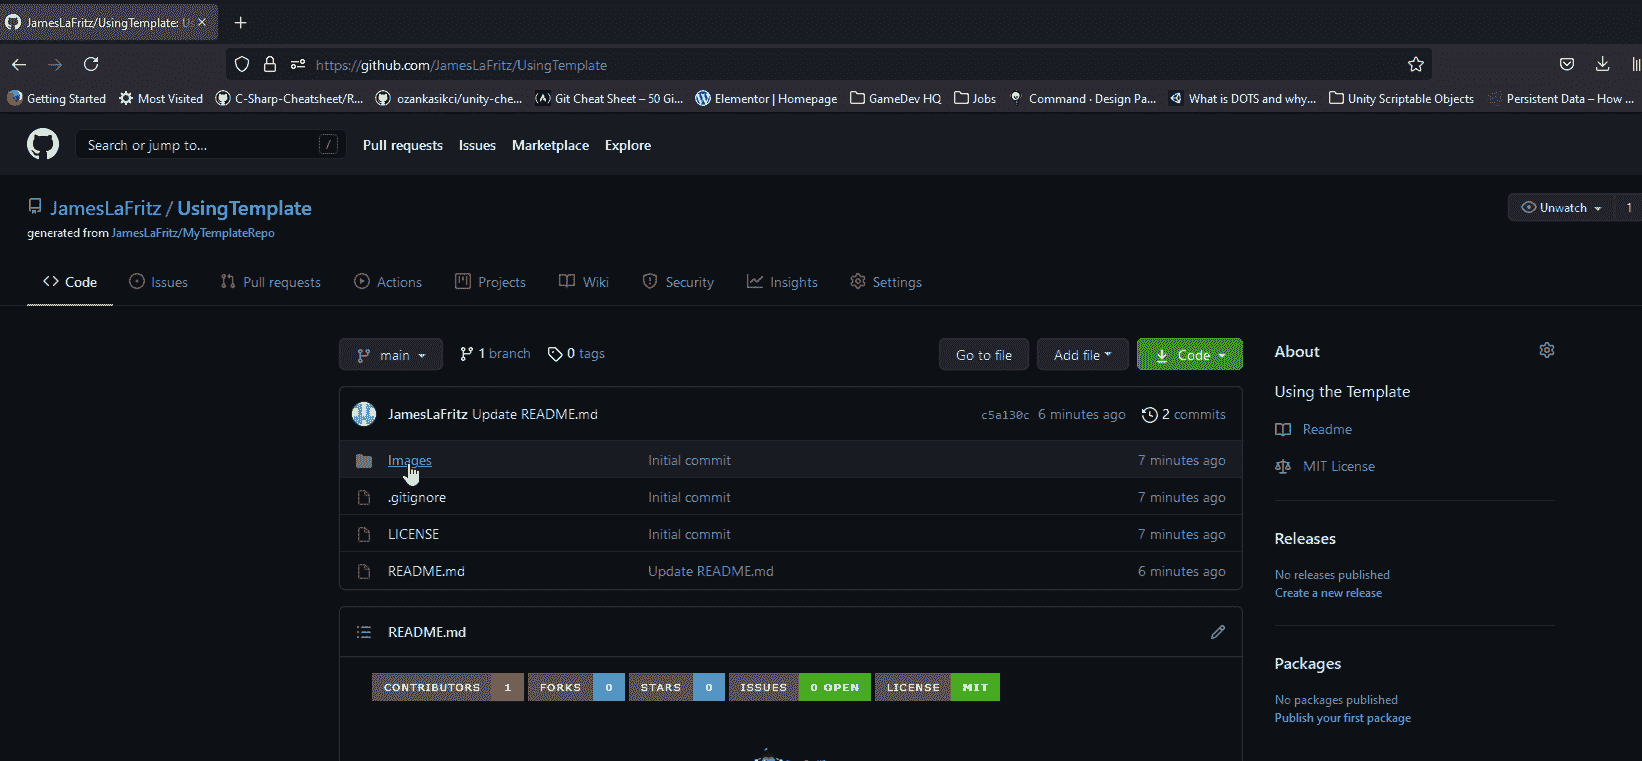 JamesLaFritz/UsingTemplate: Us
https://github.com/JamesLaFritz/UsingTemplate
Getting Started Most Visited C-Sharp-Cheatsheet/R... ozankasikci/unity-che... Git Cheat Sheet – 50 Gi... Elementor | Homepage GameDev HQ Jobs Command · Design Pa... What is DOTS and why... Unity Scriptable Objects Persistent Data – How ...
Search or jump to... / Pull requests Issues Marketplace Explore
JamesLaFritz / UsingTemplate Unwatch 1
generated from JamesLaFritz/MyTemplateRepo
Code Issues Pull requests Actions Projects Wiki Security Insights Settings
main 1 branch 0 tags Go to file Add file Code
JamesLaFritz Update README.md c5a130c 6 minutes ago 2 commits
Images Initial commit 7 minutes ago
.gitignore Initial commit 7 minutes ago
LICENSE Initial commit 7 minutes ago
README.md Update README.md 6 minutes ago
README.md
CONTRIBUTORS 1 FORKS 0 STARS 0 ISSUES 0 OPEN LICENSE MIT
About
Using the Template
Readme
MIT License
Releases
No releases published
Create a new release
Packages
No packages published
Publish your first package